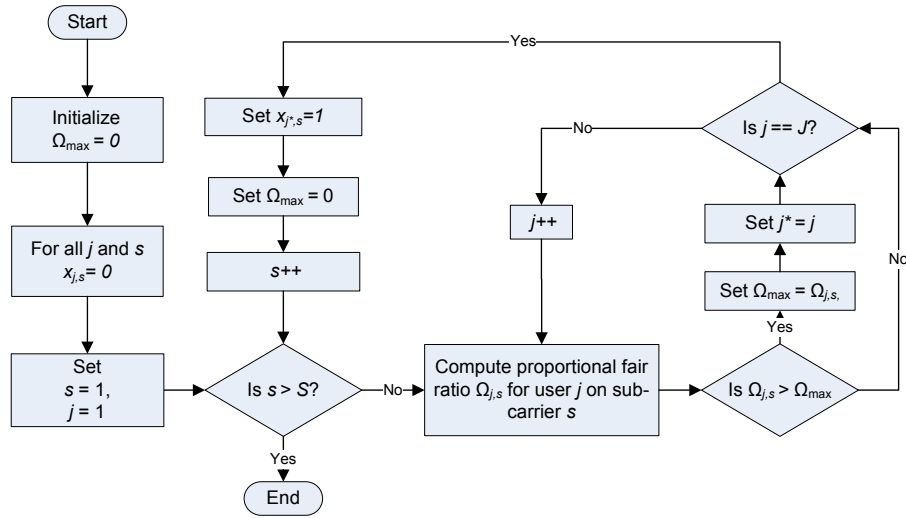 Start
Initialize
Ωmax = 0
For all j and s
xj,s= 0
Set
s = 1,
j = 1
Yes
Set xj*,s=1
Set Ωmax = 0
s++
Is s > S?
No
Yes
End
No
j++
Compute proportional fair
ratio Ωj,s for user j on sub-
carrier s
Is j == J?
Set j* = j
No
Set Ωmax = Ωj,s,
Yes
Is Ωj,s > Ωmax